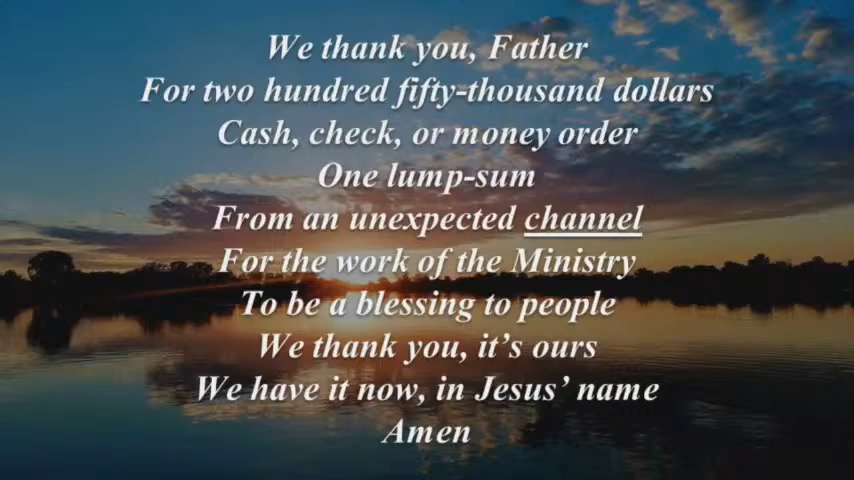 We thank you, Father
For two hundred fifty-thousand dollars
Cash, check, or money order
One lump-sum
From an unexpected channel
For the work of the Ministry
To be a blessing to people
We thank you, it’s ours
We have it now, in Jesus’ name
Amen